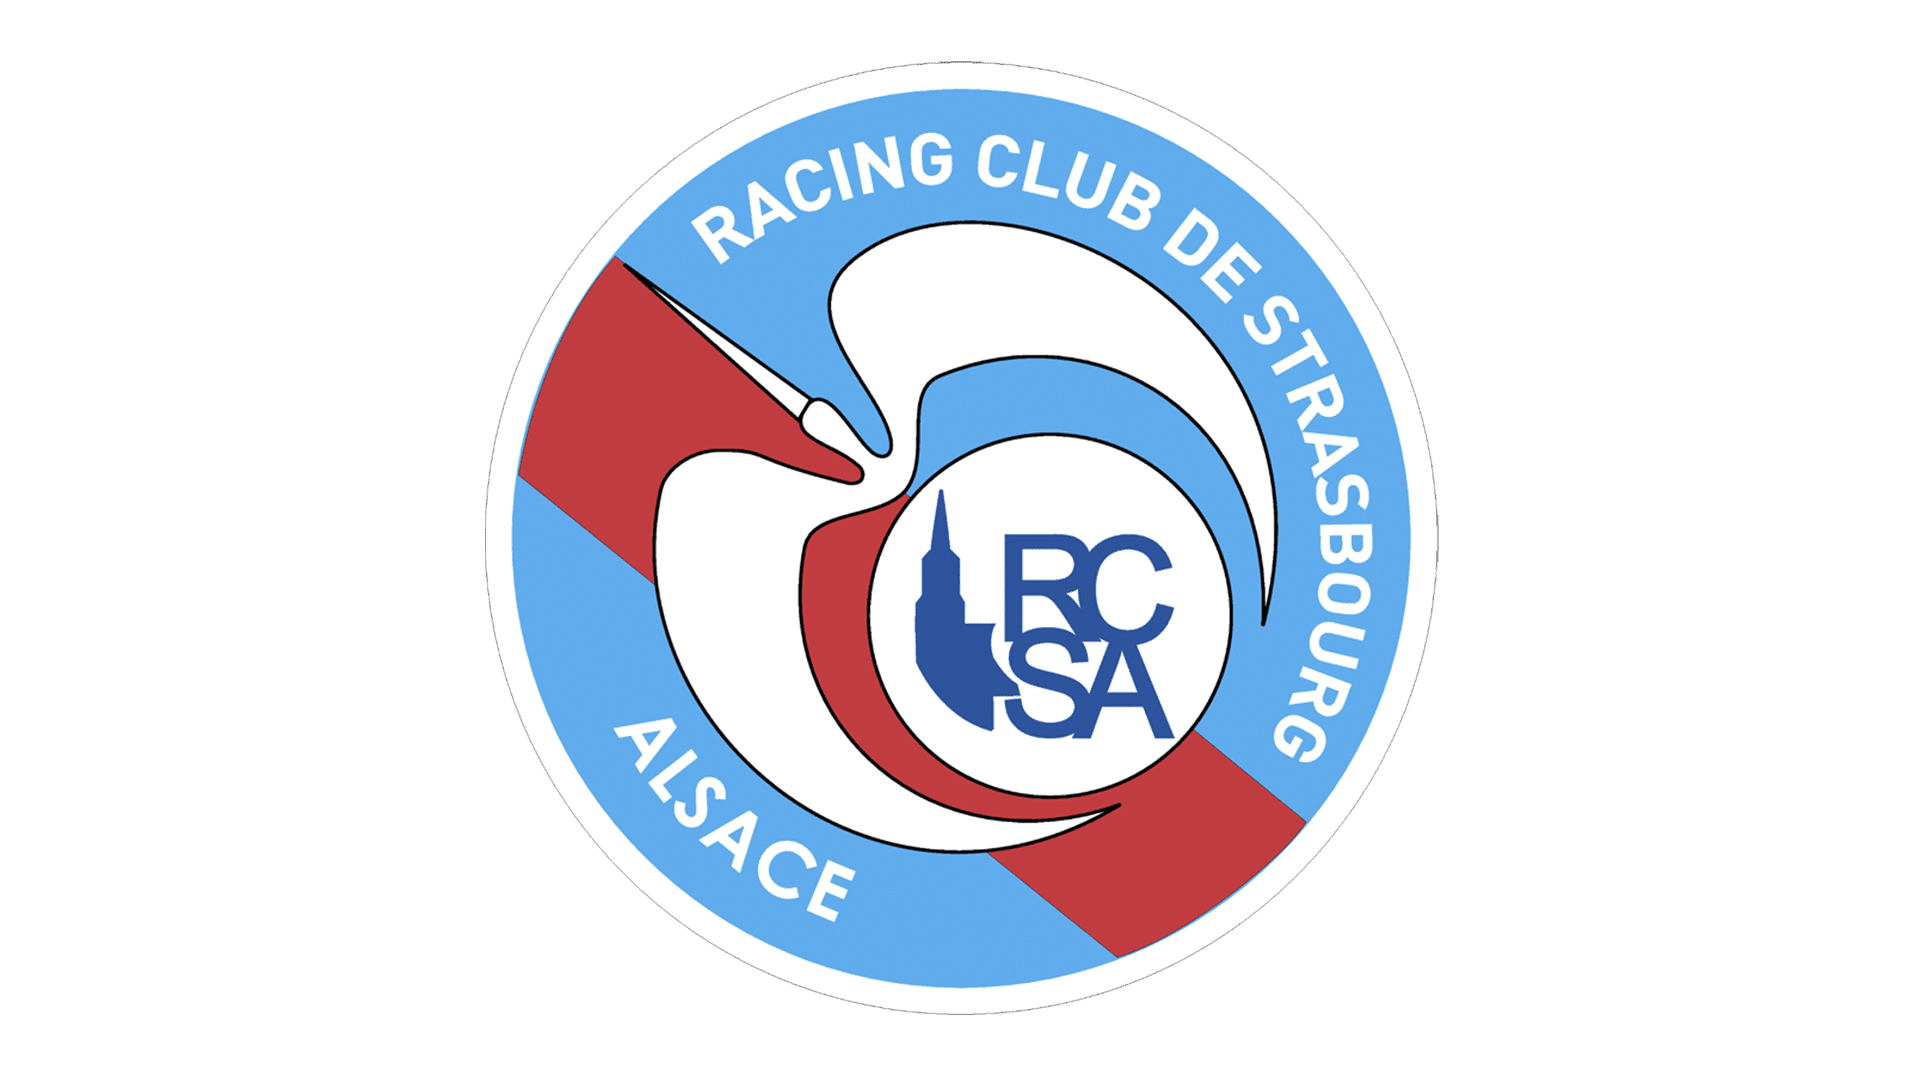 RACING CLUB DE STRASBOURG
RC
SA
ALSACE